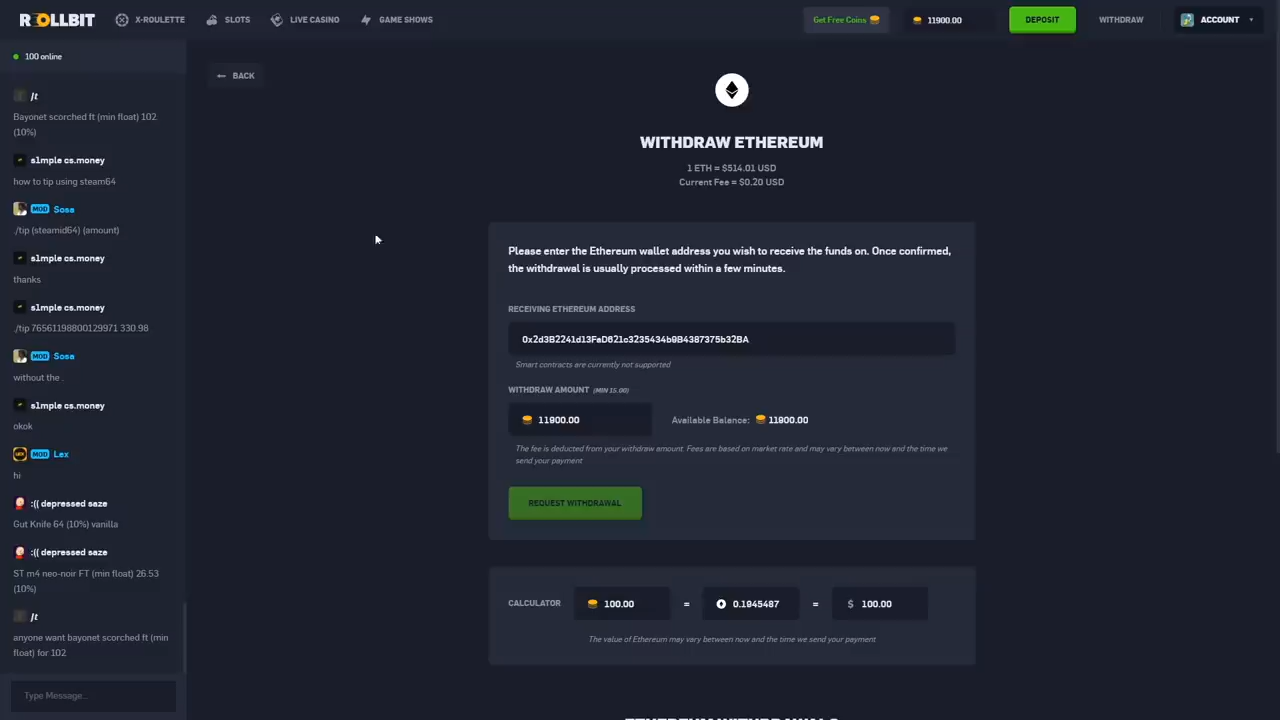 ROLLBIT X-ROULETTE SLOTS LIVE CASINO GAME SHOWS Get Free Coins 11900.00 DEPOSIT WITHDRAW ACCOUNT
100 online
/t
Bayonet scorched ft (min float) 102
(10%)
s1mple cs.money
how to tip using steam64
MOD Sosa
./tip (steamid64) (amount)
s1mple cs.money
thanks
s1mple cs.money
./tip 76561198800129971 330.98
MOD Sosa
without the .
s1mple cs.money
okok
LEX MOD Lex
hi
:(( depressed saze
Gut Knife 64 (10%) vanilla
:(( depressed saze
ST m4 neo-noir FT (min float) 26.53
(10%)
/t
anyone want bayonet scorched ft (min
float) for 102
Type Message...
← BACK
WITHDRAW ETHEREUM
1 ETH = $514.01 USD
Current Fee = $0.20 USD
Please enter the Ethereum wallet address you wish to receive the funds on. Once confirmed,
the withdrawal is usually processed within a few minutes.
RECEIVING ETHEREUM ADDRESS
0x2d3B2241d13FaD621c3235434b9B4387375b32BA
Smart contracts are currently not supported
WITHDRAW AMOUNT (MIN 15.00)
11900.00 Available Balance: 11900.00
The fee is deducted from your withdraw amount. Fees are based on market rate and may vary between now and the time we
send your payment
REQUEST WITHDRAWAL
CALCULATOR 100.00 = 0.1945487 = $ 100.00
The value of Ethereum may vary between now and the time we send your payment
ETHEREUM WITHDRAWALS